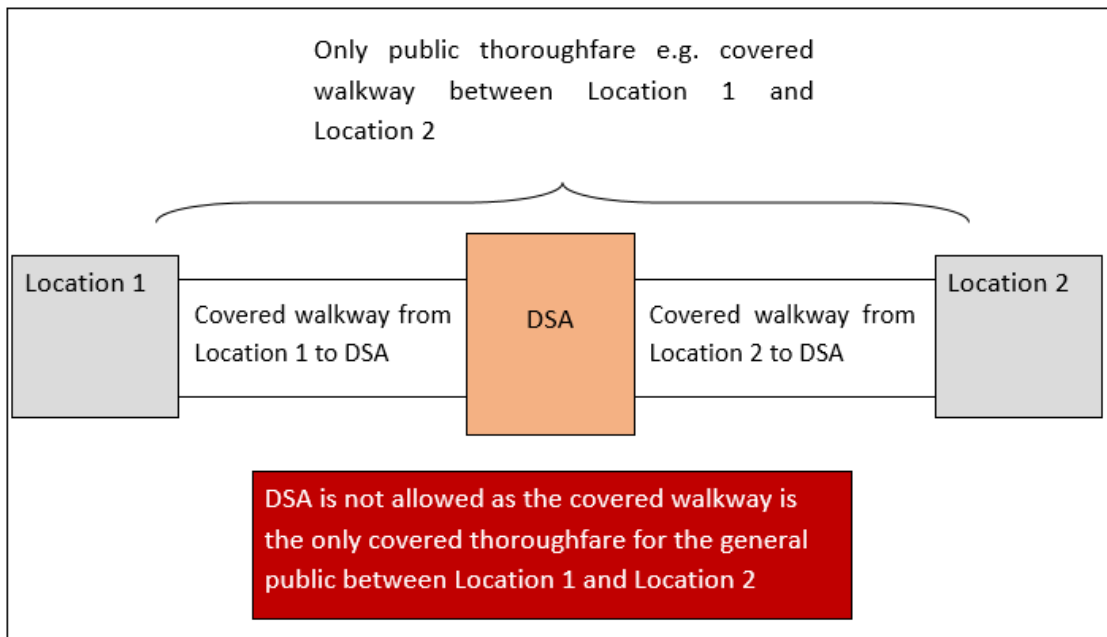 Only public thoroughfare e.g. covered
walkway between Location 1 and
Location 2
Location 1
Covered walkway from
Location 1 to DSA
DSA
Covered walkway from
Location 2 to DSA
Location 2
DSA is not allowed as the covered walkway is
the only covered thoroughfare for the general
public between Location 1 and Location 2